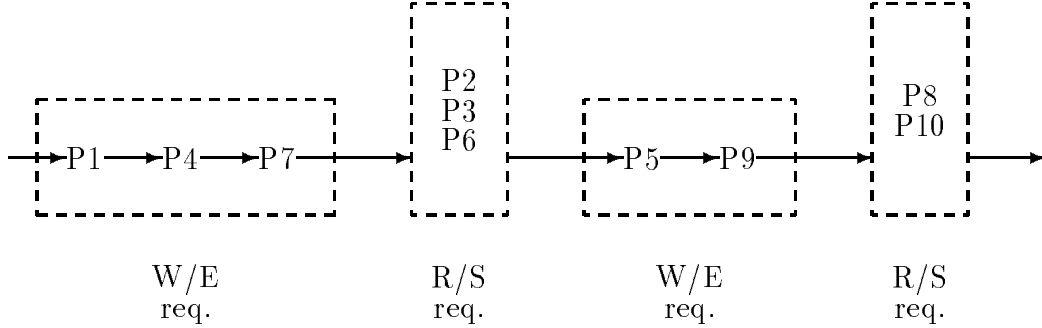 P2
P3
P6
P8
P10
P1 P4 P7 P5 P9
W/E R/S W/E R/S
req. req. req. req.